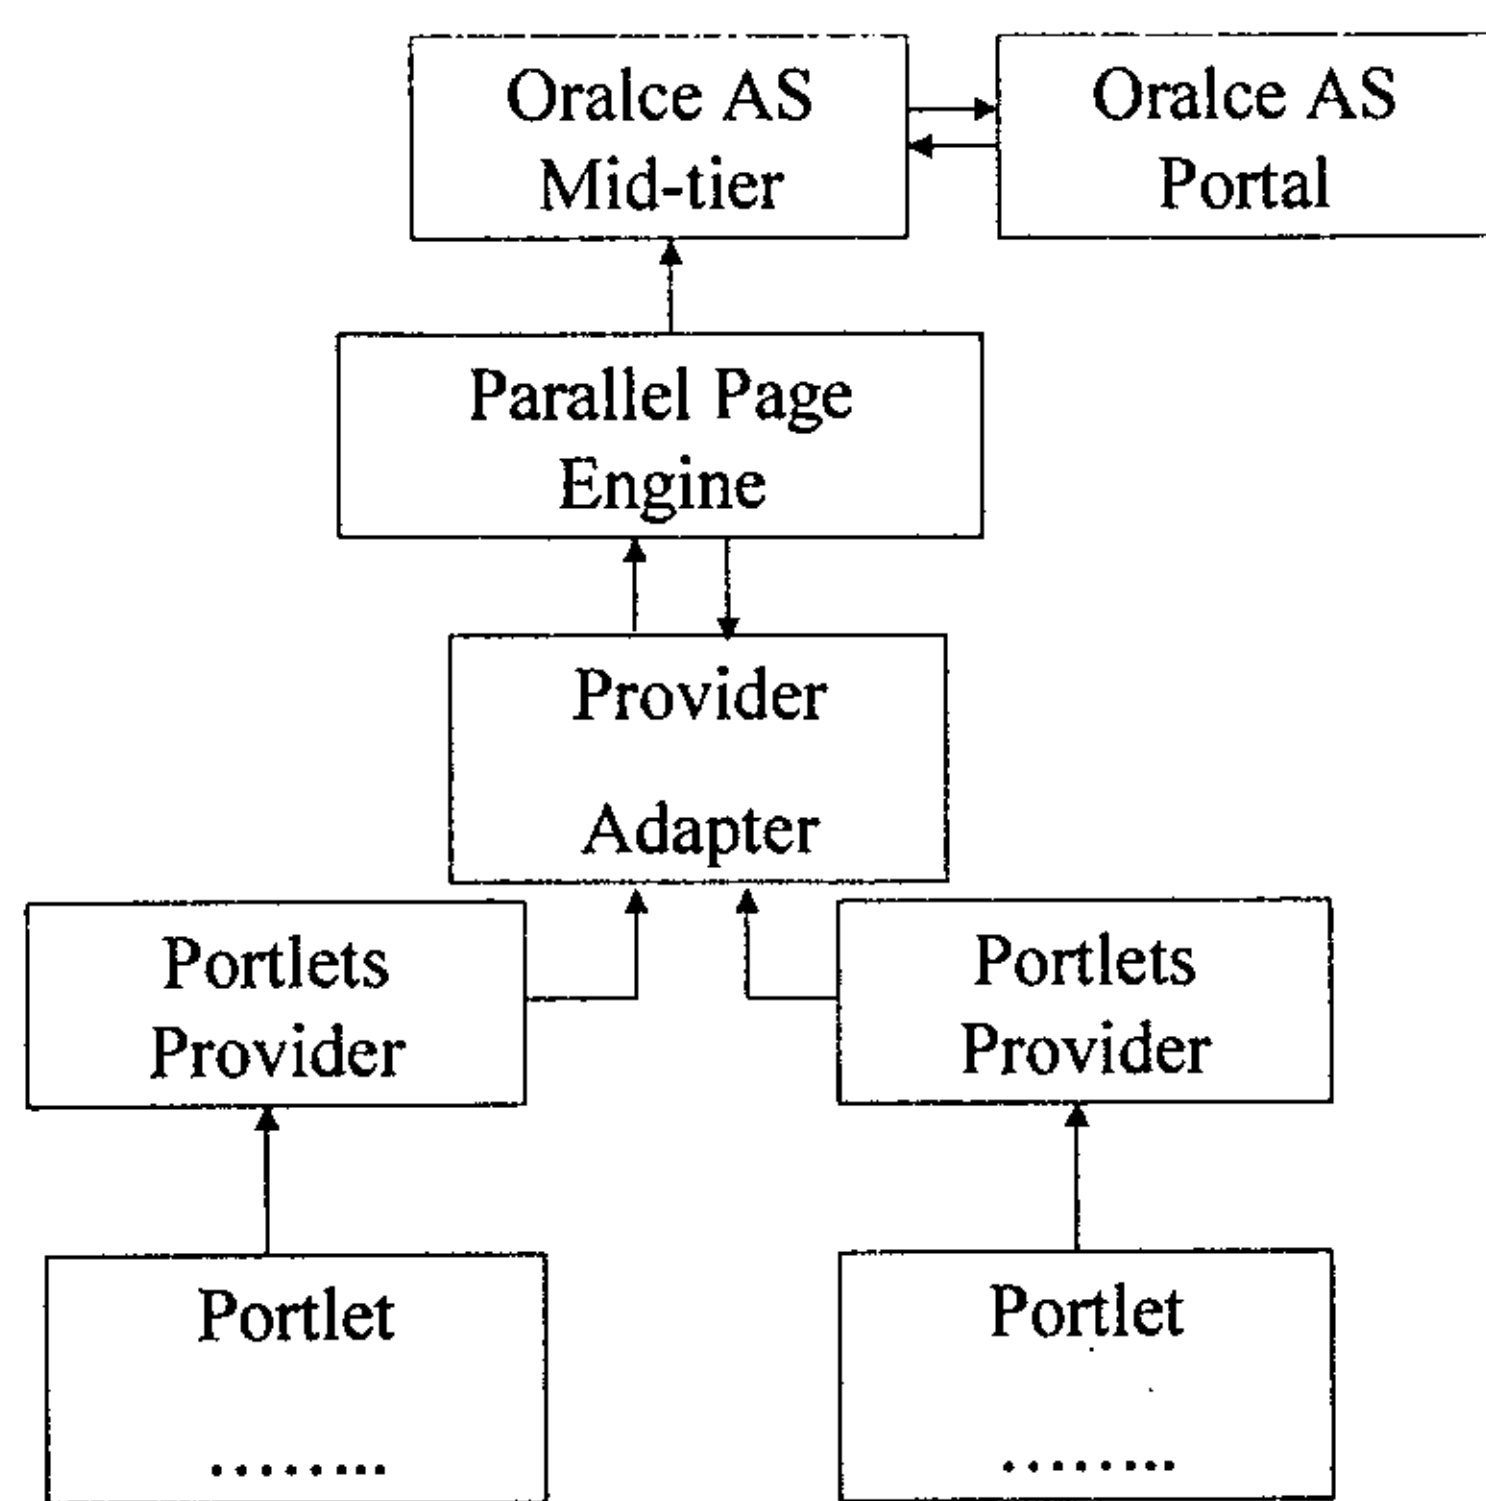 Oralce AS
Mid-tier
Oralce AS
Portal
Parallel Page
Engine
Provider
Adapter
Portlets
Provider
Portlets
Provider
Portlet
........
Portlet
........